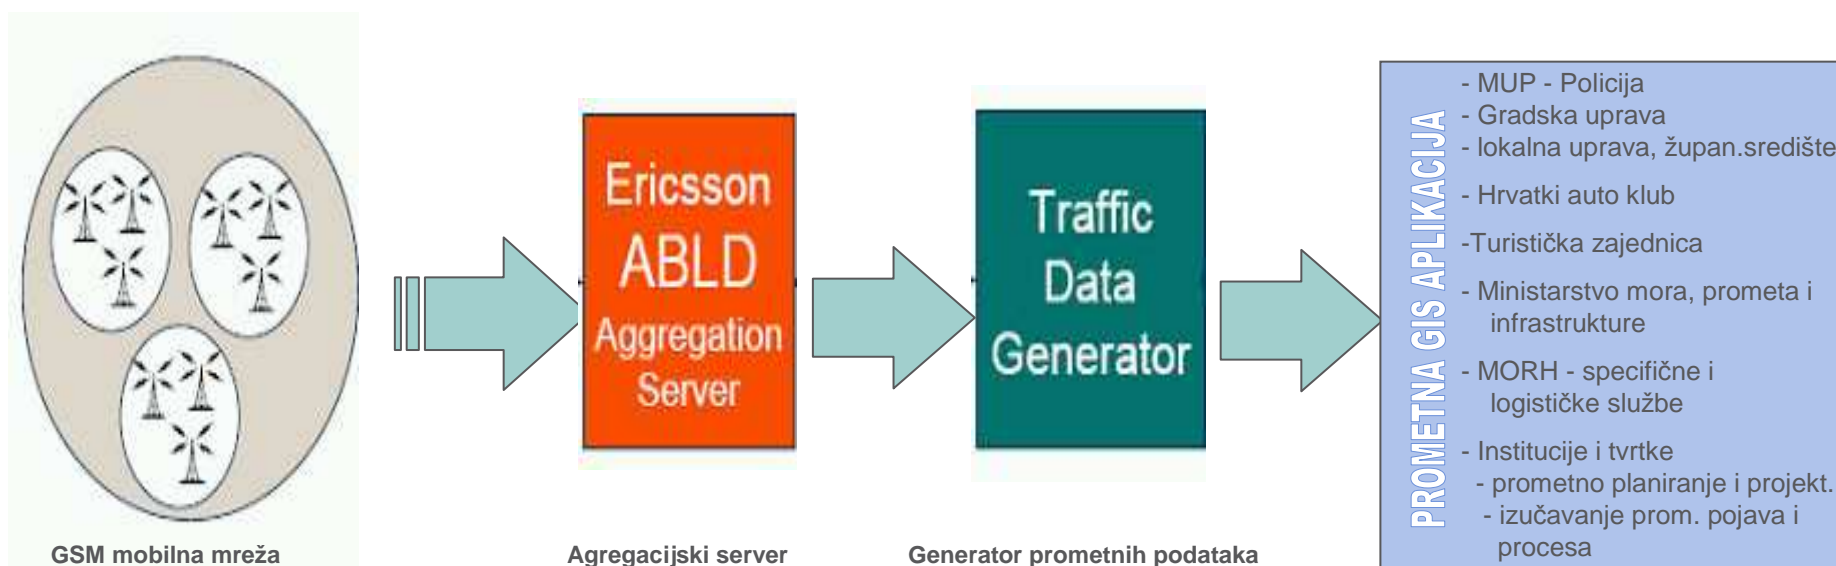 GSM mobilna mreža
Ericsson
ABLD
Aggregation
Server
Agregacijski server
Traffic
Data
Generator
Generator prometnih podataka
PROMETNA GIS APLIKACIJA
- MUP - Policija
- Gradska uprava
- lokalna uprava, župan.središte
- Hrvatki auto klub
-Turistička zajednica
- Ministarstvo mora, prometa i
infrastrukture
- MORH - specifične i
logističke službe
- Institucije i tvrtke
- prometno planiranje i projekt.
- izučavanje prom. pojava i
procesa